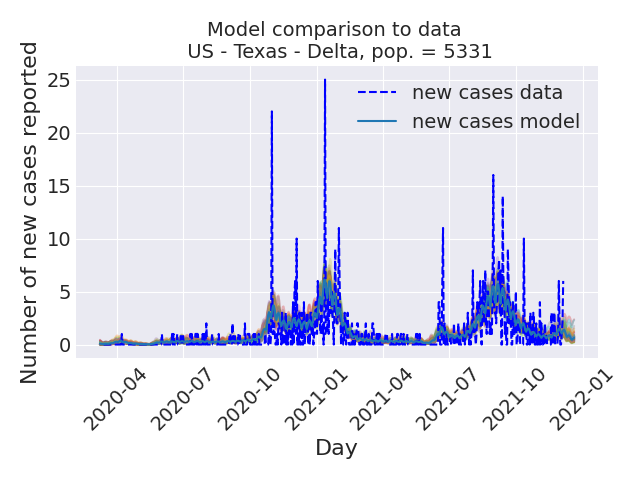 Model comparison to data
US - Texas - Delta, pop. = 5331
Number of new cases reported
25
20
15
10
5
0
new cases data
new cases model
2020-04
2020-07
2020-10
2021-01
2021-04
2021-07
2021-10
2022-01
Day